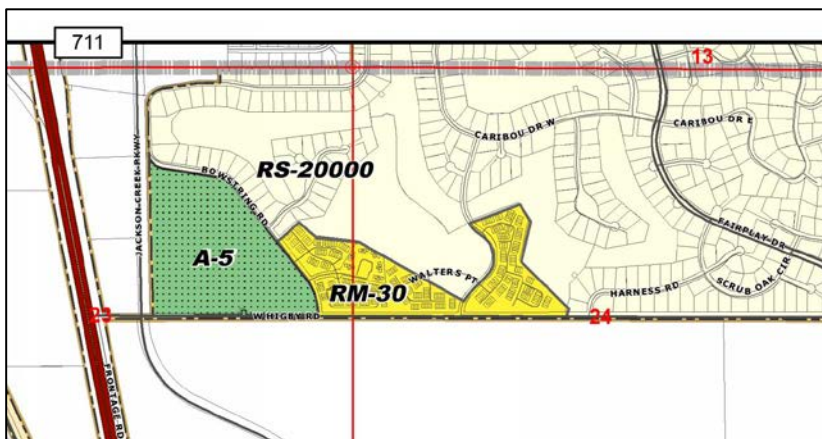 711
13
CARIBOU DR W
CARIBOU DR E
RS-20000
BOWSTRING RD
JACKSON CREEK PKWY
FAIRPLAY DR
A-5
WALTERS PT
SCRUB OAK CIR
HARNESS RD
RM-30
23
W HIGBY RD
24
FRONTAGE RD